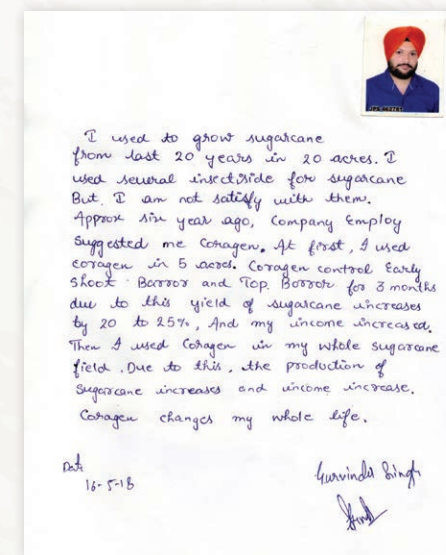 I used to grow sugarcane
from last 20 years in 20 acres. I
used several insectiside for sugarcane
But, I am not satisfy with them.
Approx six year ago, Company Employ
Suggested me Coragen. At first, I used
coragen in 5 acres. Coragen control Early
Shoot Barror and Top Borror for 3 months
due to this yield of sugarcane increases
by 20 to 25%, And my income increased.
Then I used Coragen in my whole sugarcane
field. Due to this, the production of
Sugarcane increases and income increase.
Coragen changes my whole life.
Date
16-5-18
Gurvinder Singh